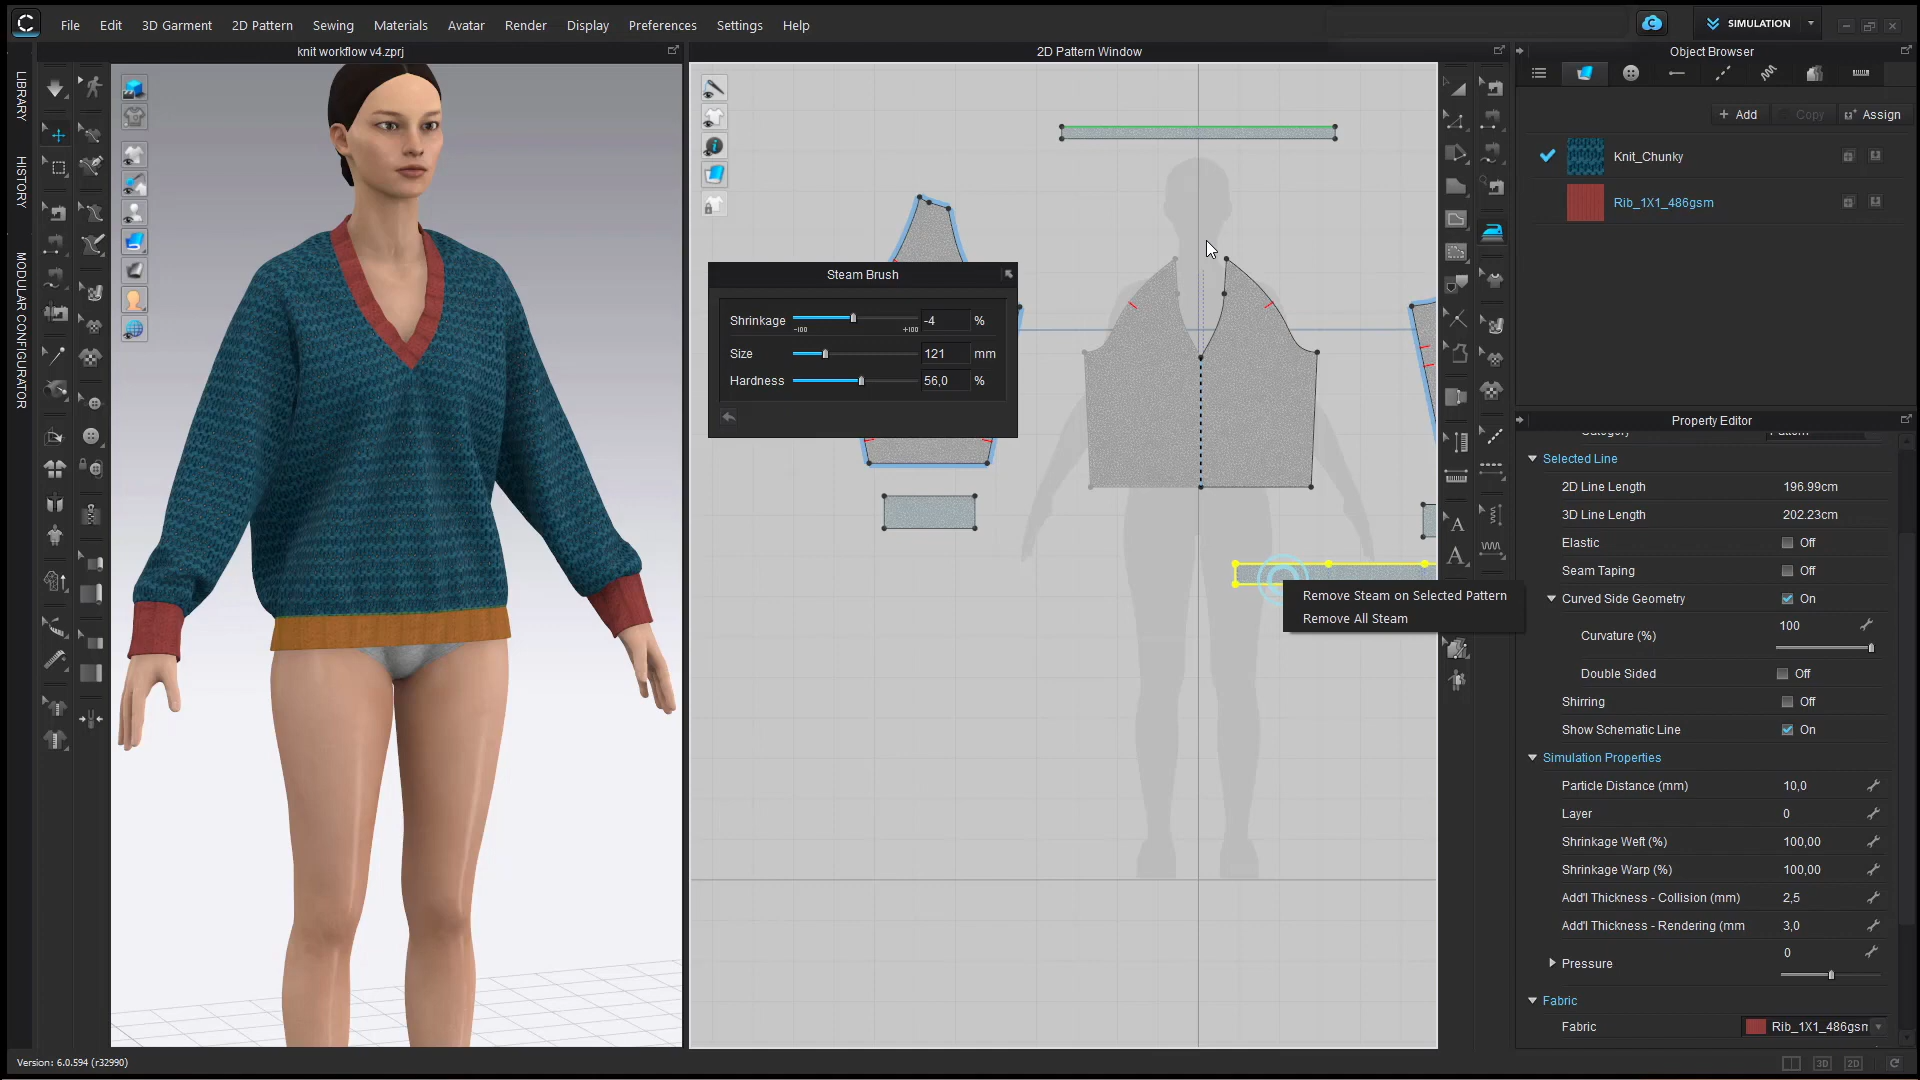 File Edit 3D Garment 2D Pattern Sewing Materials Avatar Render Display Preferences Settings Help
SIMULATION
knit workflow v4.zprj
2D Pattern Window
Object Browser
LIBRARY
HISTORY
MODULAR CONFIGURATOR
+ Add Copy Assign
Knit_Chunky
Rib_1X1_486gsm
Steam Brush
Shrinkage -100 +100 -4 %
Size 121 mm
Hardness 56,0 %
Remove Steam on Selected Pattern
Remove All Steam
Property Editor
Selected Line
2D Line Length 196.99cm
3D Line Length 202.23cm
Elastic Off
Seam Taping Off
Curved Side Geometry On
Curvature (%) 100
Double Sided Off
Shirring Off
Show Schematic Line On
Simulation Properties
Particle Distance (mm) 10,0
Layer 0
Shrinkage Weft (%) 100,00
Shrinkage Warp (%) 100,00
Add'l Thickness - Collision (mm) 2,5
Add'l Thickness - Rendering (mm 3,0
Pressure 0
Fabric
Fabric Rib_1X1_486gsm
Version: 6.0.594 (r32990)
3D 2D